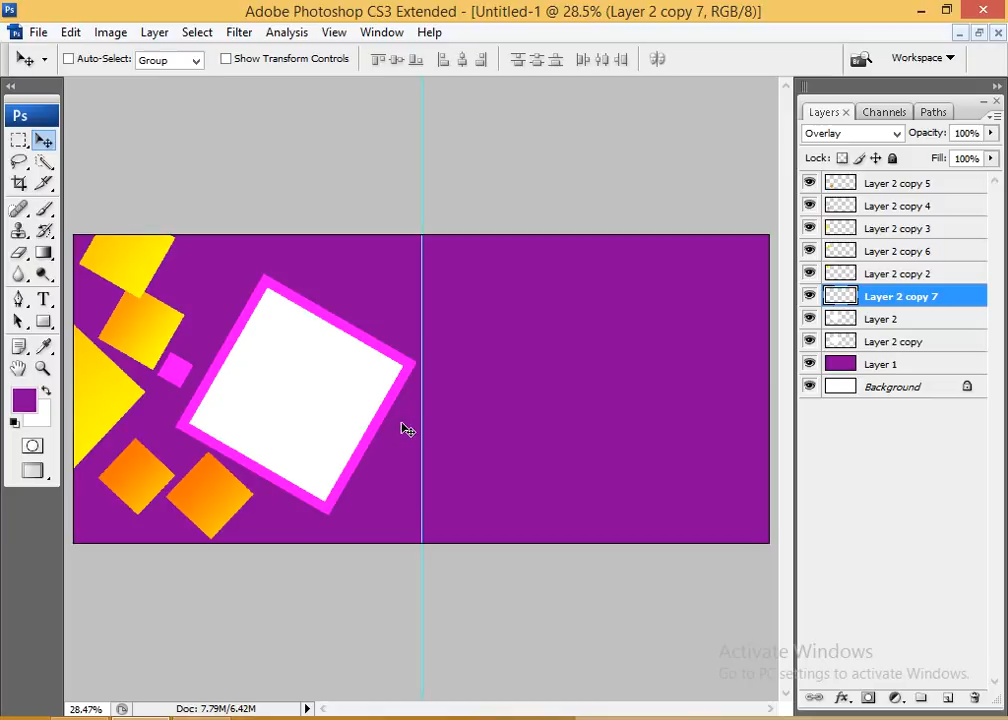 Adobe Photoshop CS3 Extended - [Untitled-1 @ 28.5% (Layer 2 copy 7, RGB/8)]
File Edit Image Layer Select Filter Analysis View Window Help
Auto-Select: Group Show Transform Controls Workspace
Ps
Layers Channels Paths
Overlay Opacity: 100%
Lock: Fill: 100%
Layer 2 copy 5
Layer 2 copy 4
Layer 2 copy 3
Layer 2 copy 6
Layer 2 copy 2
Layer 2 copy 7
Layer 2
Layer 2 copy
Layer 1
Background
Activate Windows
Go to PC settings to activate Windows.
28.47% Doc: 7.79M/6.42M